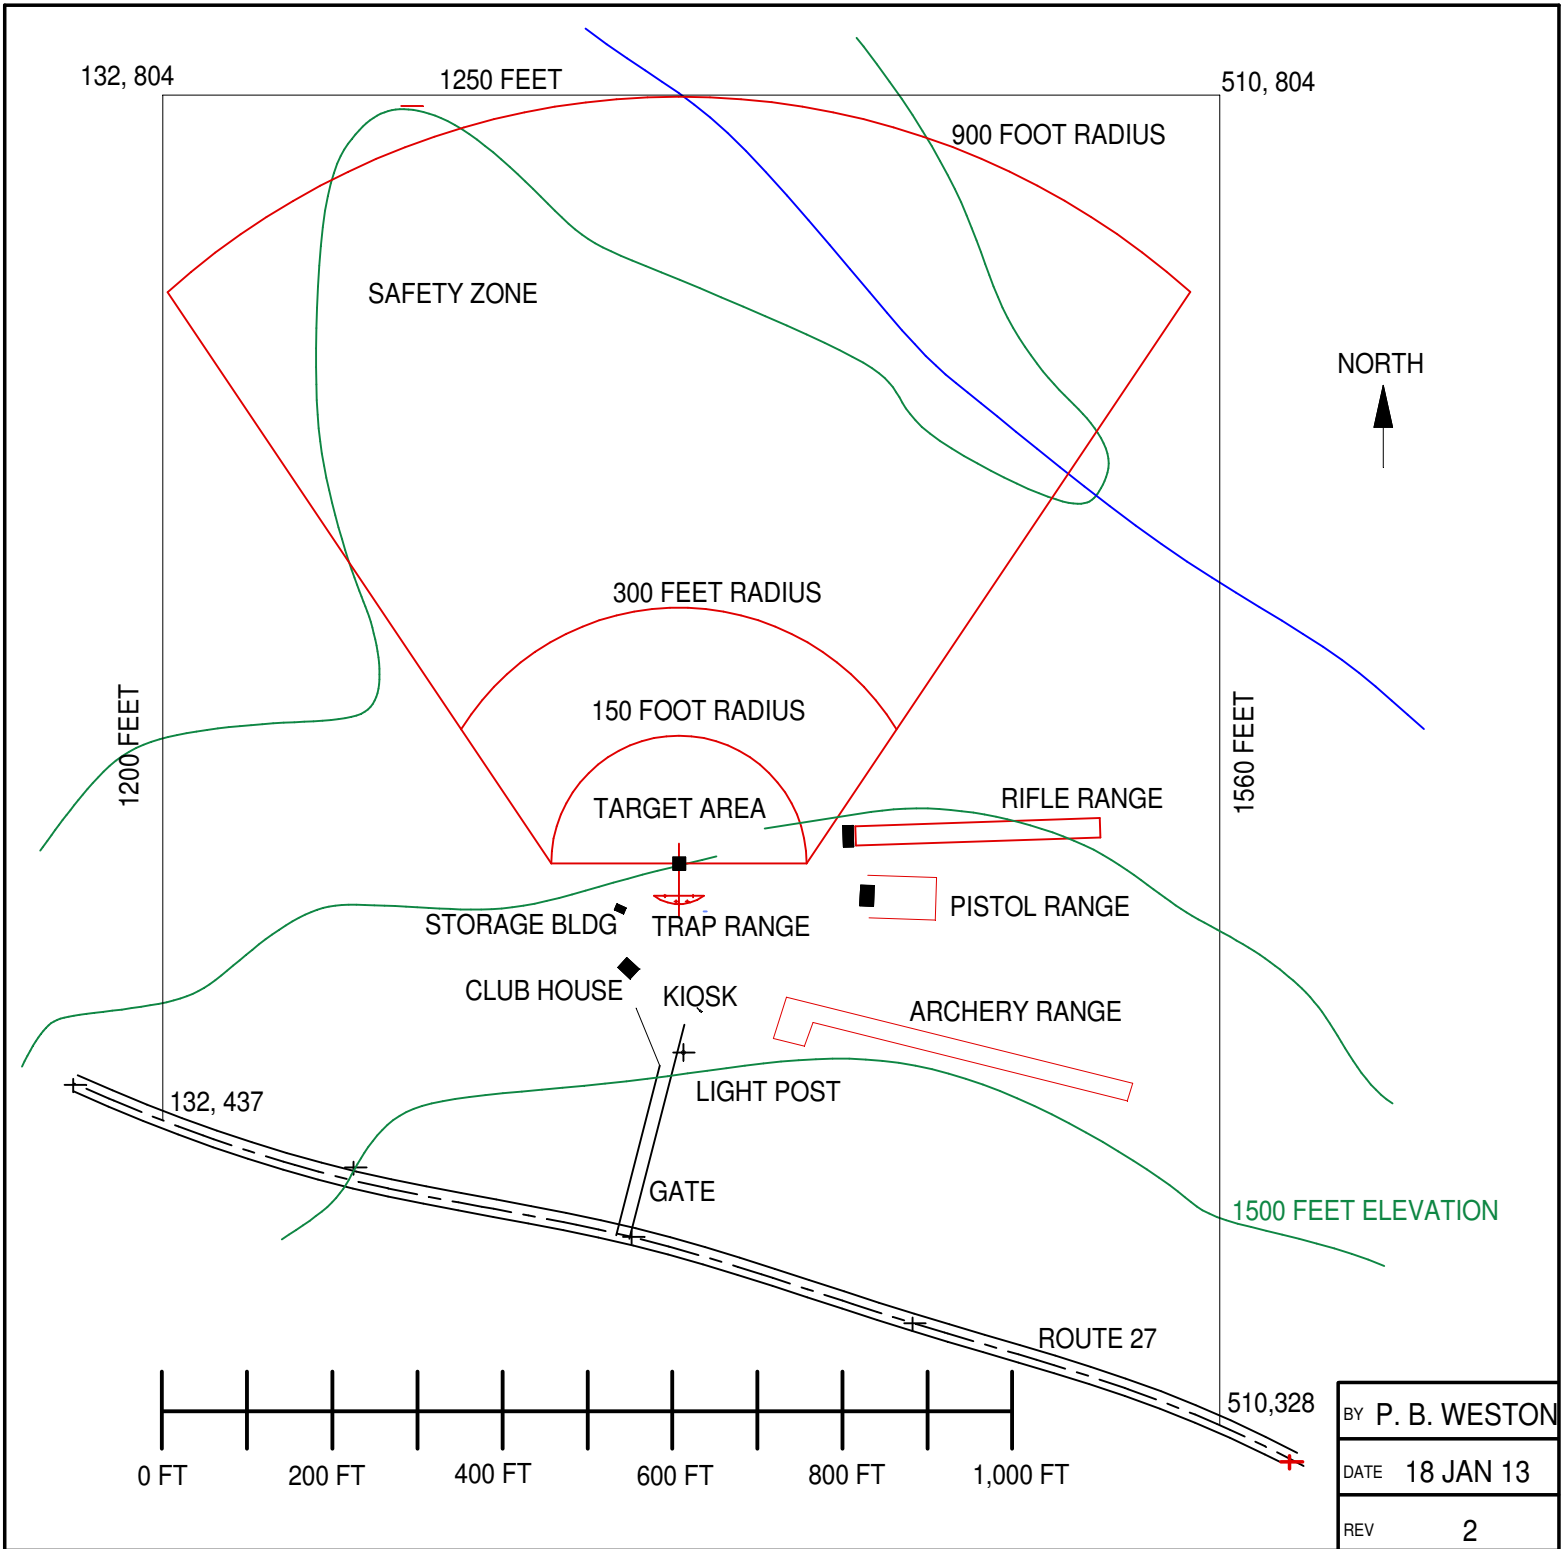 132, 804
1250 FEET
510, 804
900 FOOT RADIUS
SAFETY ZONE
NORTH
300 FEET RADIUS
1200 FEET
150 FOOT RADIUS
1560 FEET
TARGET AREA
RIFLE RANGE
PISTOL RANGE
STORAGE BLDG
TRAP RANGE
CLUB HOUSE
KIOSK
ARCHERY RANGE
132, 437
LIGHT POST
GATE
1500 FEET ELEVATION
ROUTE 27
510,328
0 FT
200 FT
400 FT
600 FT
800 FT
1,000 FT
BY P. B. WESTON
DATE 18 JAN 13
REV 2